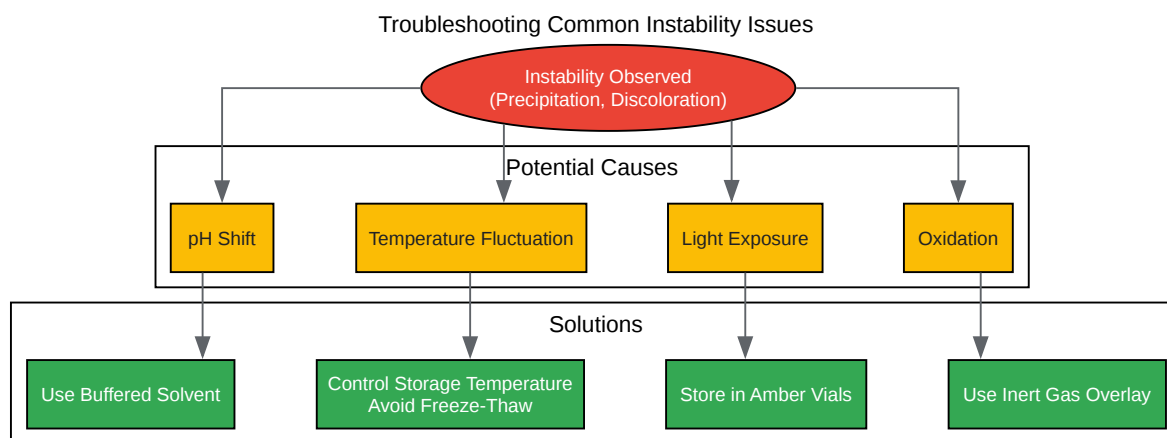 Troubleshooting Common Instability Issues
Instability Observed
(Precipitation, Discoloration)
Potential Causes
pH Shift
Temperature Fluctuation
Light Exposure
Oxidation
Solutions
Use Buffered Solvent
Control Storage Temperature
Avoid Freeze-Thaw
Store in Amber Vials
Use Inert Gas Overlay